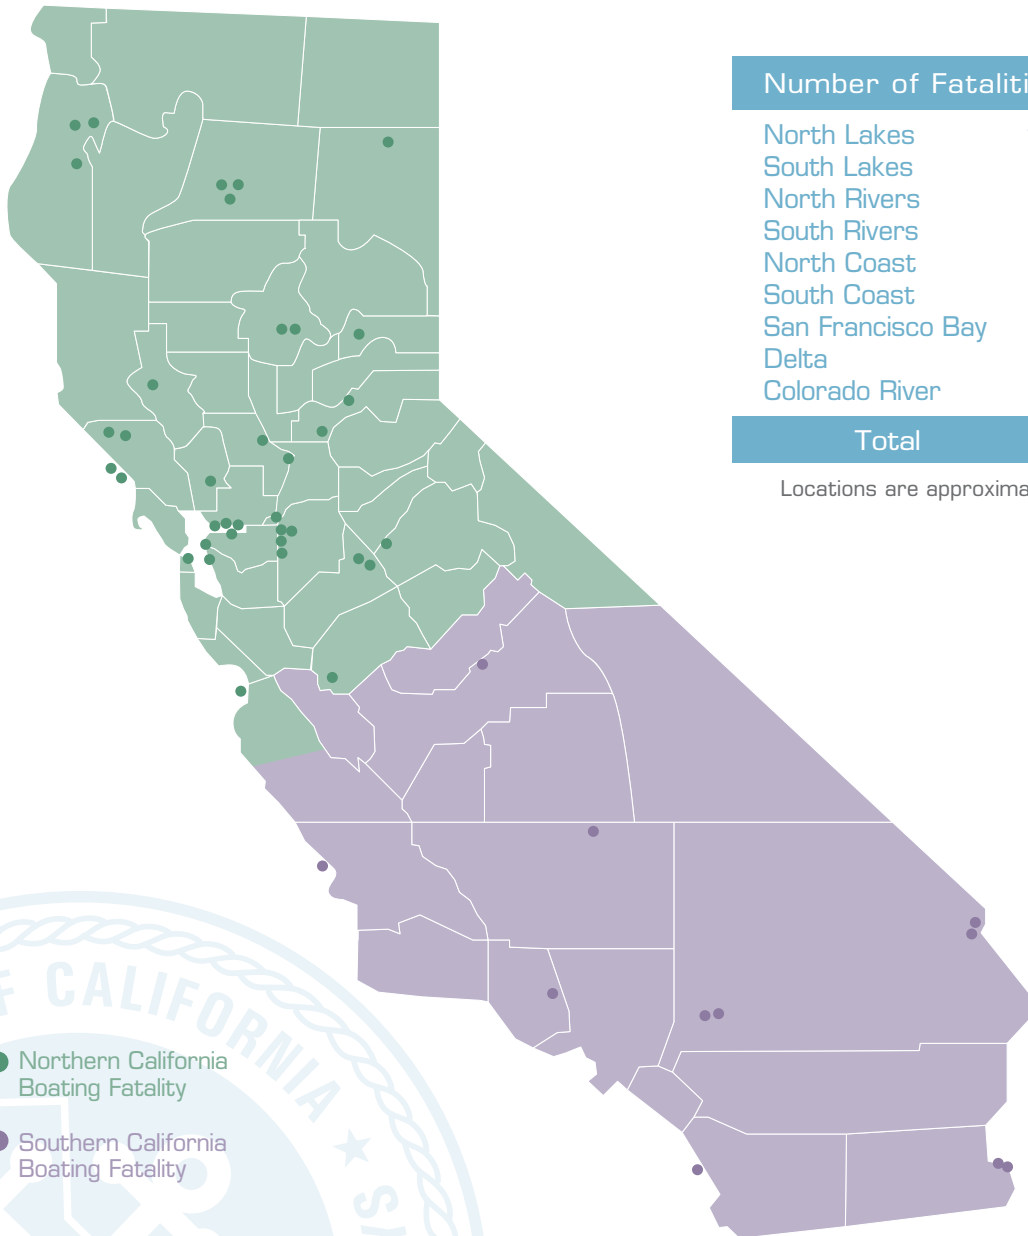 Number of Fataliti
North Lakes
South Lakes
North Rivers
South Rivers
North Coast
South Coast
San Francisco Bay
Delta
Colorado River
Total
Locations are approxima
F CALIFORNIA ★ S
Northern California
Boating Fatality
Southern California
Boating Fatality